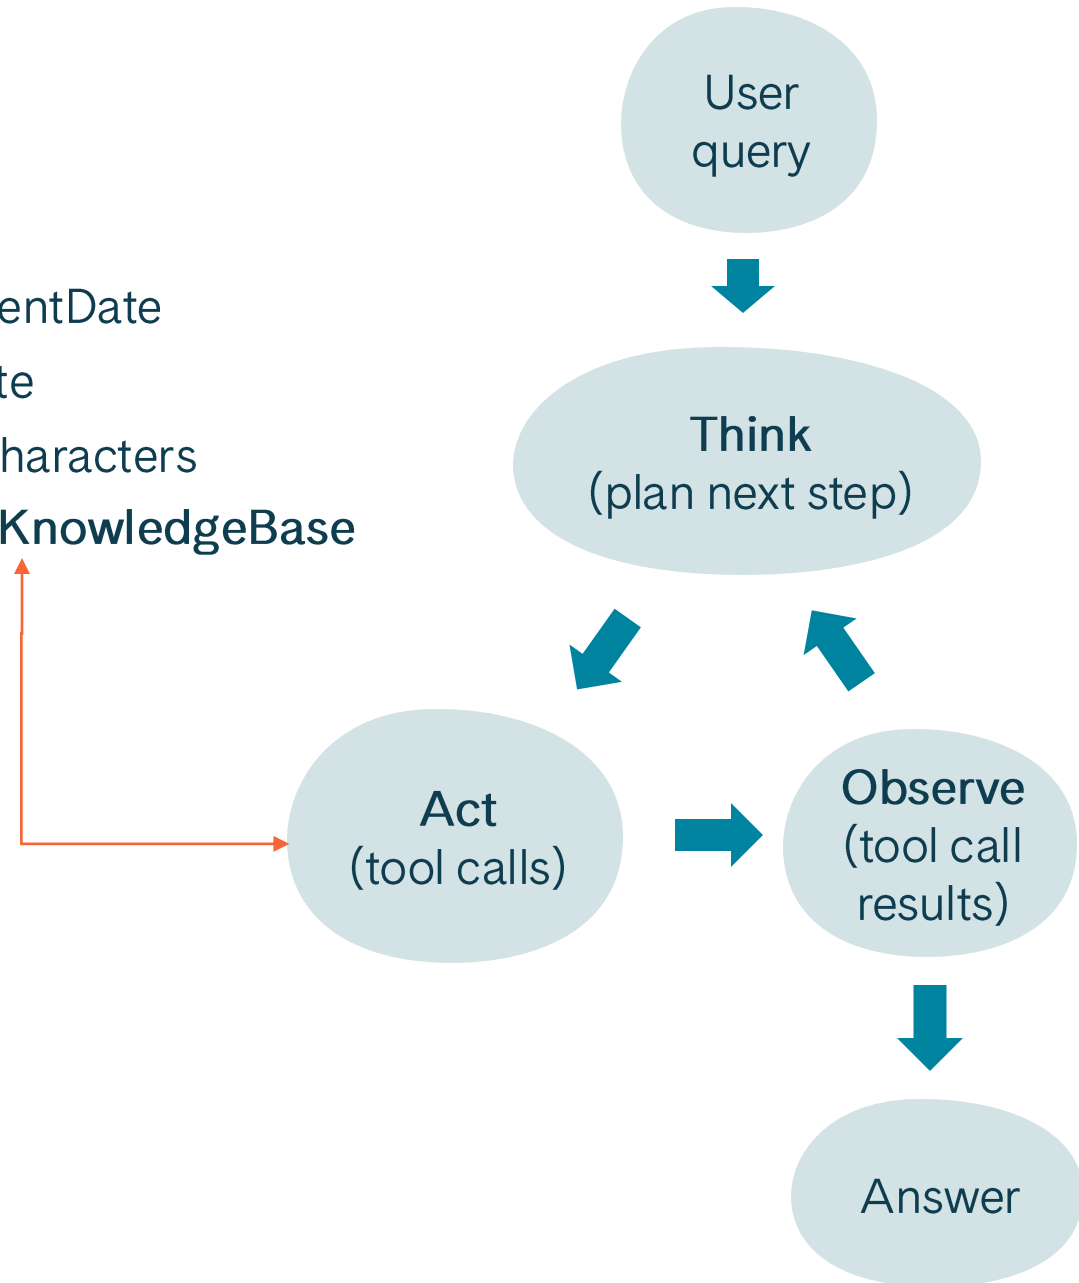 User
query
entDate
te
haracters
KnowledgeBase
Think
(plan next step)
Act
(tool calls)
Observe
(tool call
results)
Answer